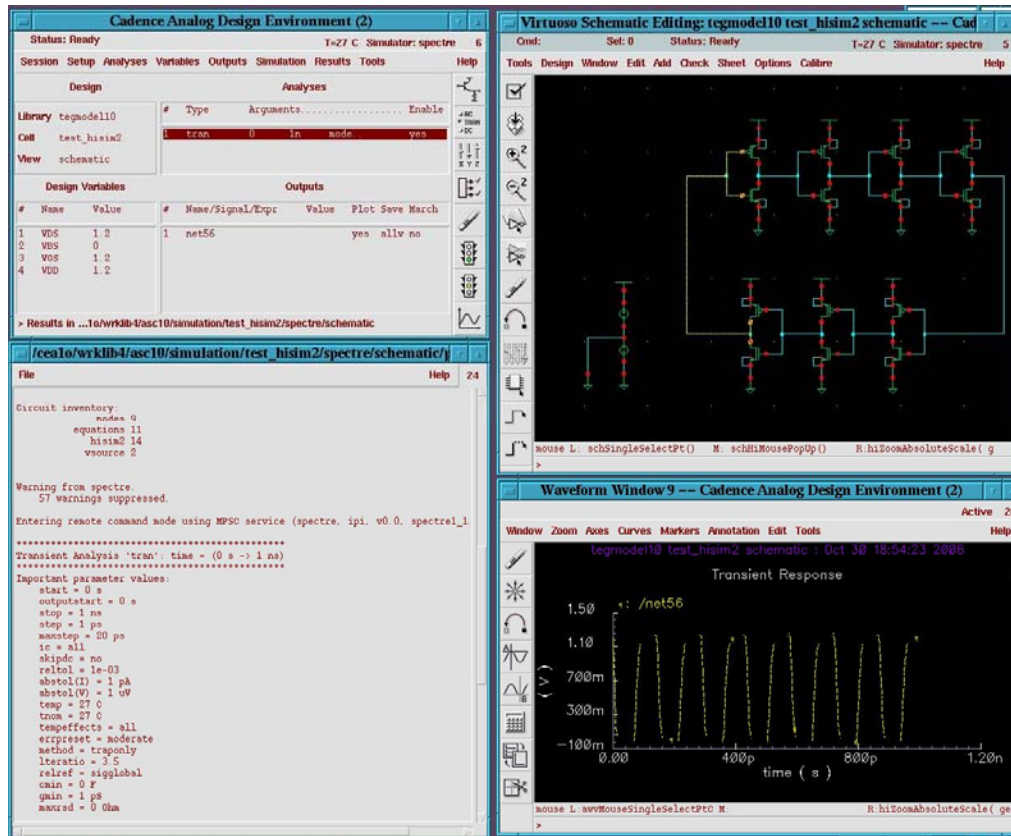 Cadence Analog Design Environment (2)
Status: Ready T=27 C Simulator: spectre 6
Session Setup Analyses Variables Outputs Simulation Results Tools Help
Design
Analyses
Library tegmodel10
Cell test_hisim2
View schematic
# Type Arguments.................. Enable
1 tran 0 1n mode.. yes
Design Variables
Outputs
# Name Value
1 VDS 1.2
2 VBS 0
3 VGS 1.2
4 VDD 1.2
# Name/Signal/Expr Value Plot Save March
1 net56 yes allv no
> Results in ...1o/wrklib4/asc10/simulation/test_hisim2/spectre/schematic
/cea1o/wrklib4/asc10/simulation/test_hisim2/spectre/schematic/p
File Help 24
Circuit inventory:
nodes 9
equations 11
hisim2 14
vsource 2
Warning from spectre.
57 warnings suppressed.
Entering remote command mode using MPSC service (spectre, ipi, v0.0, spectre1_1
***********************************************
Transient Analysis `tran': time = (0 s -> 1 ns)
***********************************************
Important parameter values:
start = 0 s
outputstart = 0 s
stop = 1 ns
step = 1 ps
maxstep = 20 ps
ic = all
skipdc = no
reltol = 1e-03
abstol(I) = 1 pA
abstol(V) = 1 uV
temp = 27 C
tnom = 27 C
tempeffects = all
errpreset = moderate
method = traponly
lteratio = 3.5
relref = sigglobal
cmin = 0 F
gmin = 1 pS
maxrsd = 0 Ohm
Virtuoso Schematic Editing: tegmodel10 test_hisim2 schematic -- Cad
Cmd: Sel: 0 Status: Ready T=27 C Simulator: spectre 5
Tools Design Window Edit Add Check Sheet Options Calibre Help
mouse L: schSingleSelectPt() M: schHiMousePopUp() R:hiZoomAbsoluteScale( g
>
Waveform Window 9 -- Cadence Analog Design Environment (2)
Active 2
Window Zoom Axes Curves Markers Annotation Edit Tools Help
tegmodel10 test_hisim2 schematic : Oct 30 18:54:23 2006
Transient Response
: /net56
1.50
1.10
700m
300m
-100m
( V )
0.00 400p 800p 1.20n
time ( s )
mouse L:awvMouseSingleSelectPtC M: R:hiZoomAbsoluteScale( ge
>